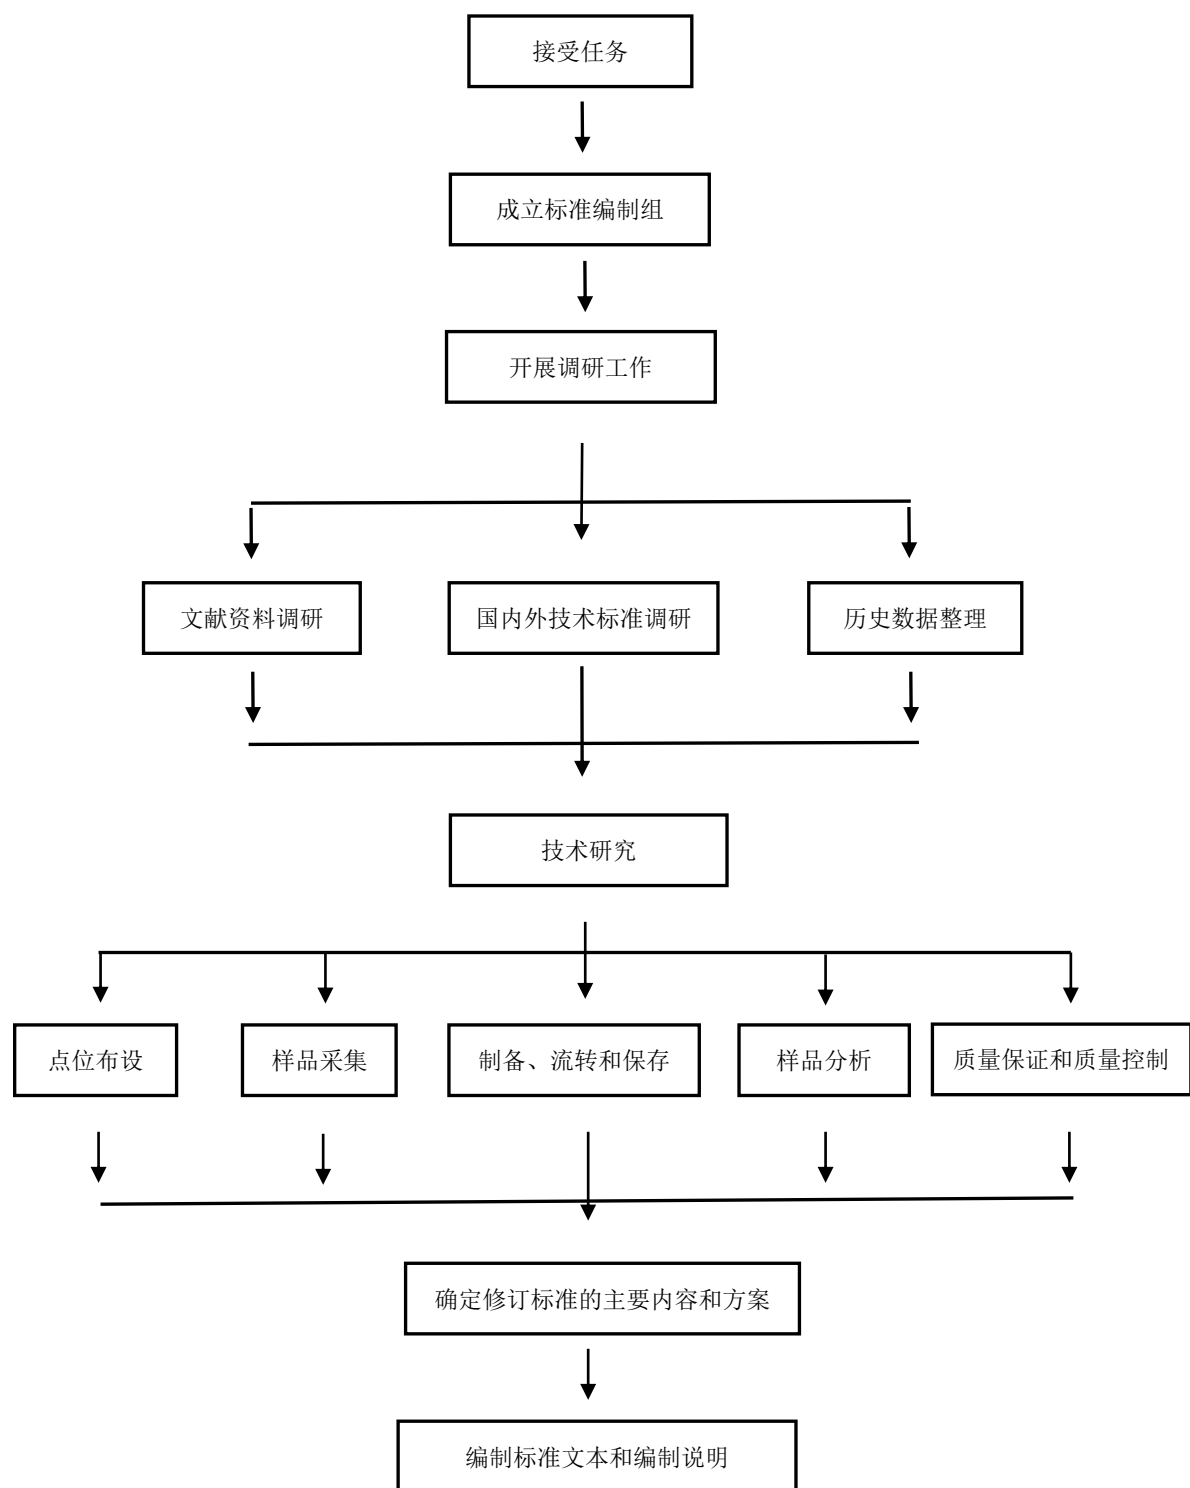 接受任务
成立标准编制组
开展调研工作
文献资料调研
国内外技术标准调研
历史数据整理
技术研究
点位布设
样品采集
制备、流转和保存
样品分析
质量保证和质量控制
确定修订标准的主要内容和方案
编制标准文本和编制说明